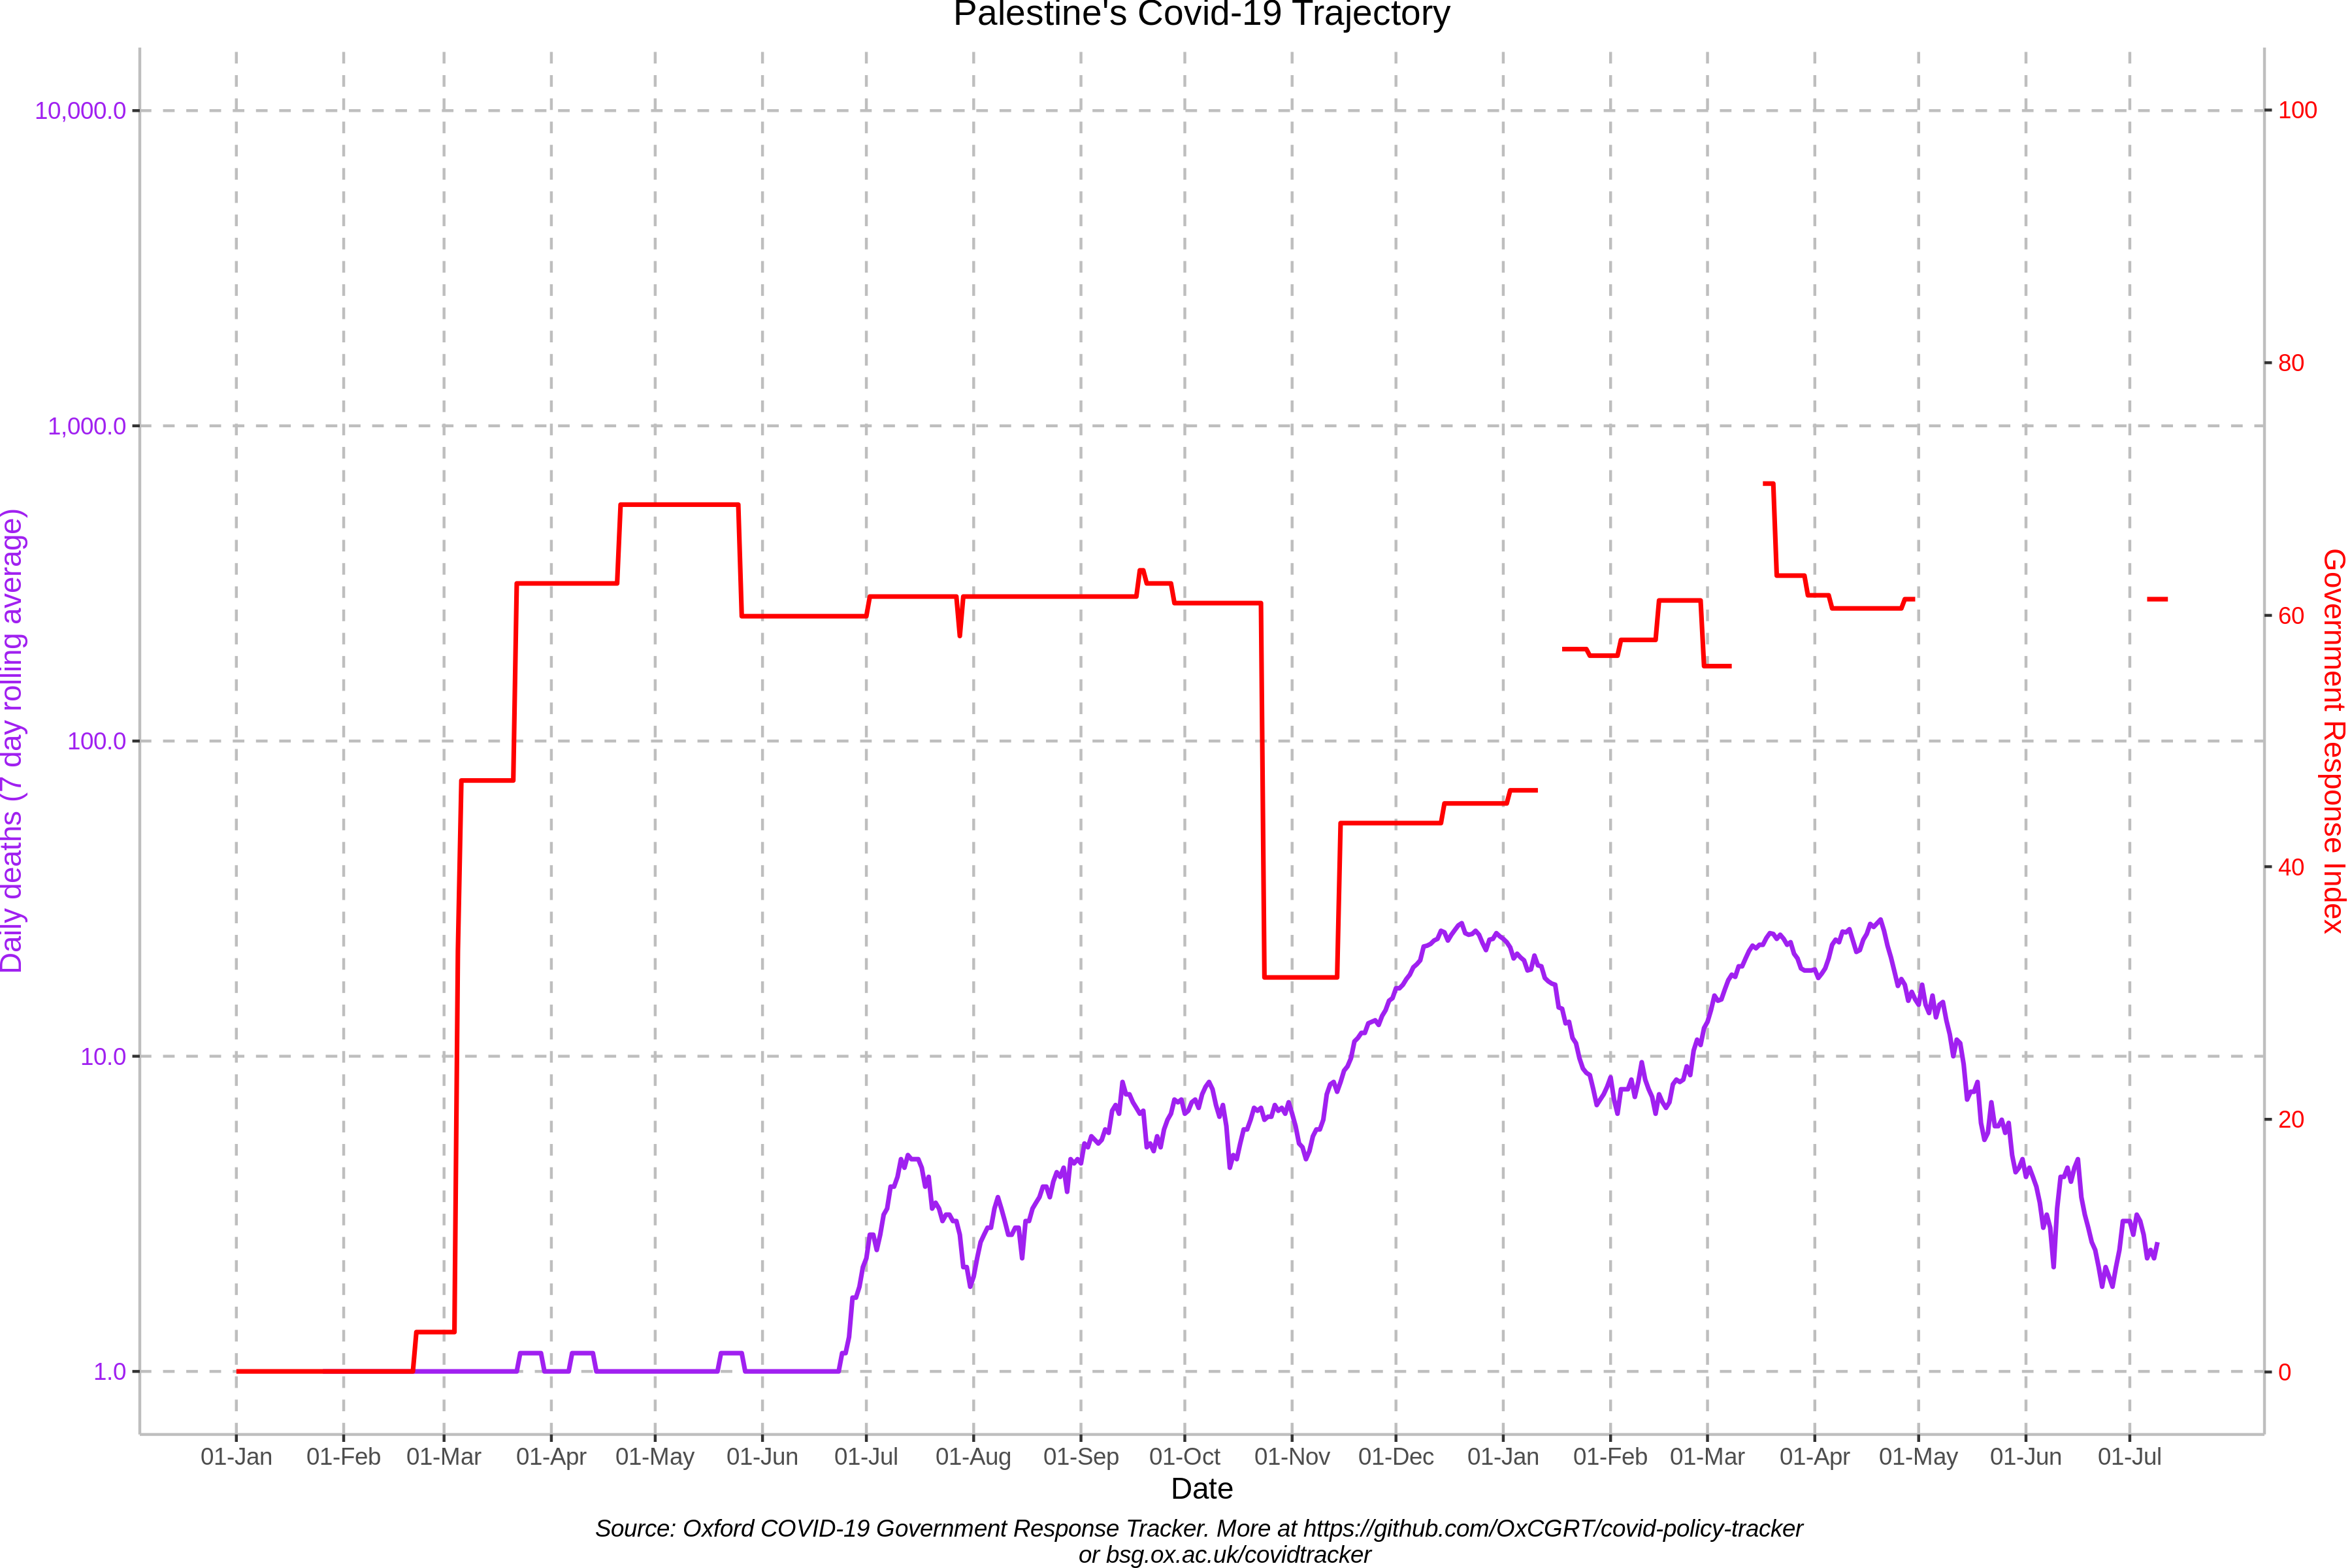 Palestine's Covid-19 Trajectory
10,000.0
1,000.0
100.0
10.0
1.0
Daily deaths (7 day rolling average)
100
80
60
40
20
0
Government Response Index
01-Jan 01-Feb 01-Mar 01-Apr 01-May 01-Jun 01-Jul 01-Aug 01-Sep 01-Oct 01-Nov 01-Dec 01-Jan 01-Feb 01-Mar 01-Apr 01-May 01-Jun 01-Jul
Date
Source: Oxford COVID-19 Government Response Tracker. More at https://github.com/OxCGRT/covid-policy-tracker
or bsg.ox.ac.uk/covidtracker